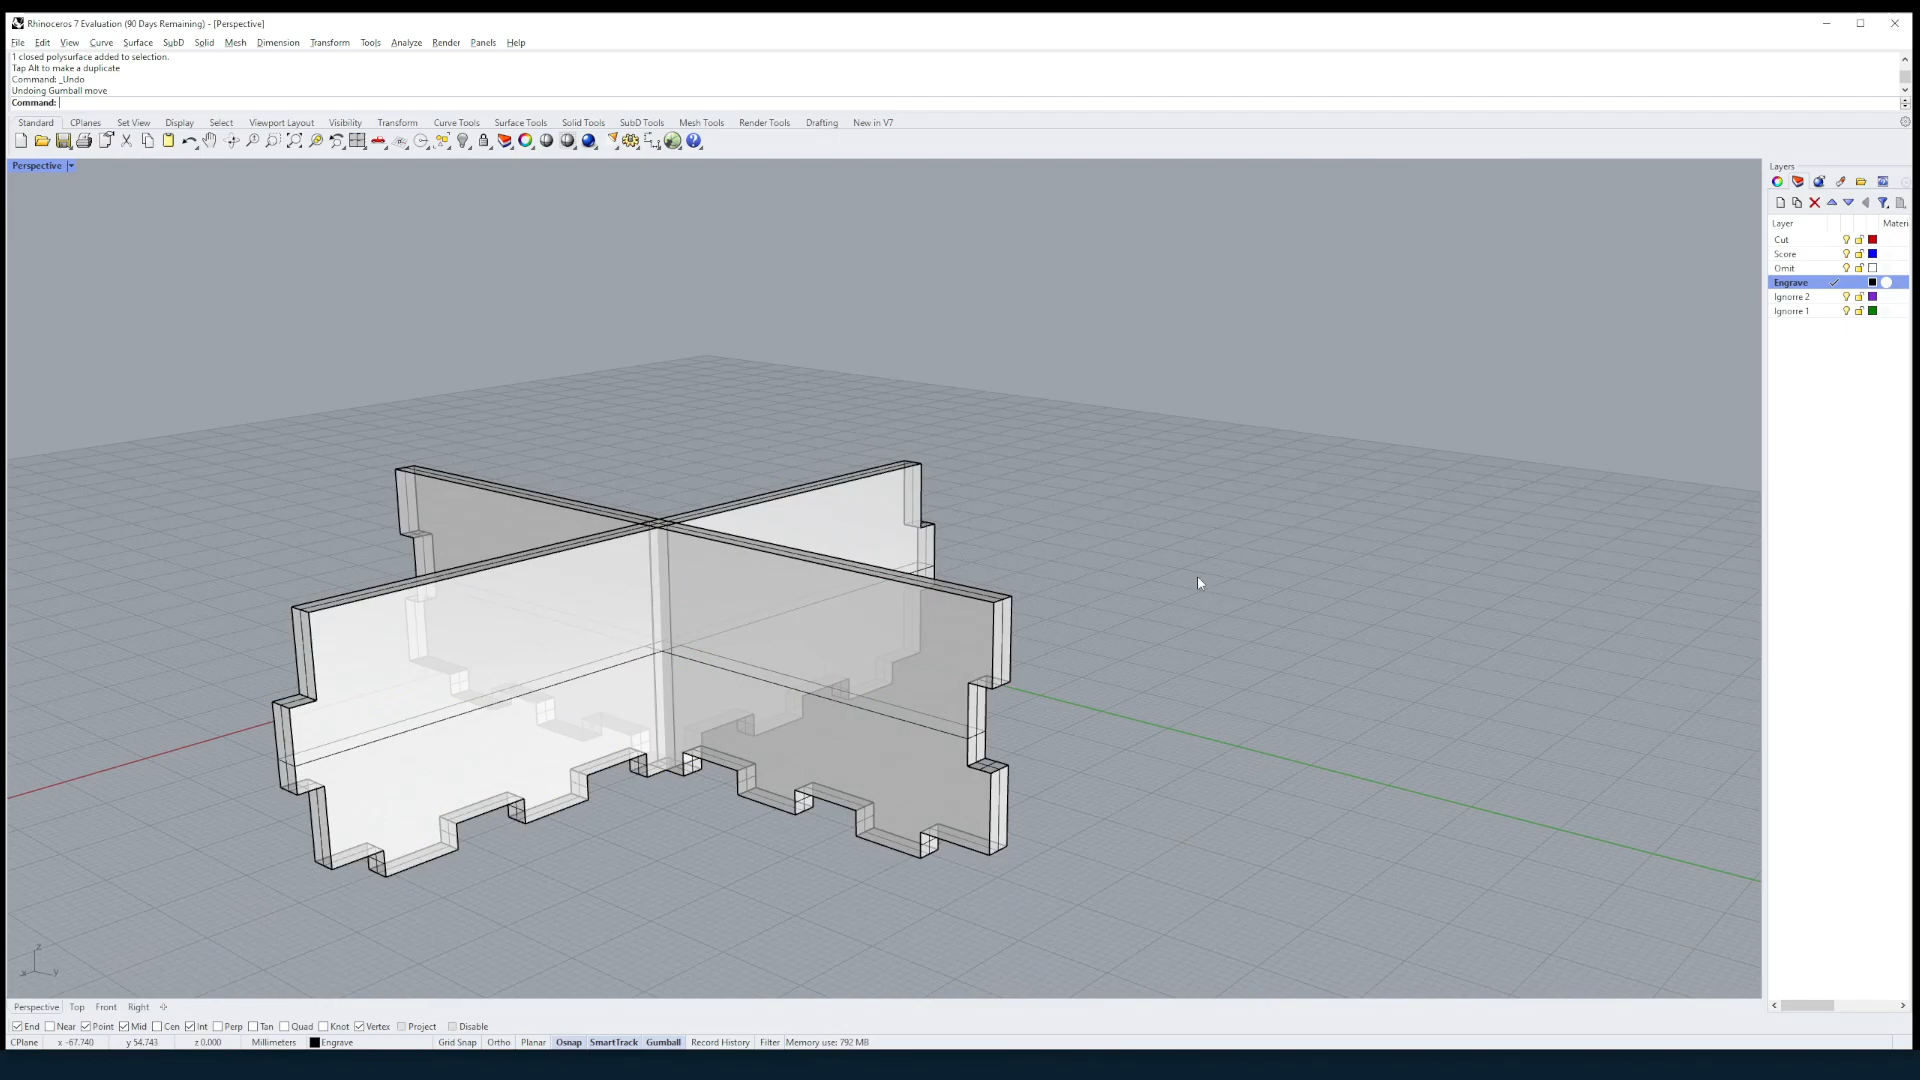 Rhinoceros 7 Evaluation (90 Days Remaining) - [Perspective]
File Edit View Curve Surface SubD Solid Mesh Dimension Transform Tools Analyze Render Panels Help
1 closed polysurface added to selection.
Tap Alt to make a duplicate
Command: _Undo
Undoing Gumball move
Command:
Standard CPlanes Set View Display Select Viewport Layout Visibility Transform Curve Tools Surface Tools Solid Tools SubD Tools Mesh Tools Render Tools Drafting New in V7
Perspective
Layers
Layer Materi
Cut
Score
Omit
Engrave
Ignorre 2
Ignorre 1
z
x y
Perspective Top Front Right
End Near Point Mid Cen Int Perp Tan Quad Knot Vertex Project Disable
CPlane x -67.740 y 54.743 z 0.000 Millimeters Engrave Grid Snap Ortho Planar Osnap SmartTrack Gumball Record History Filter Memory use: 792 MB